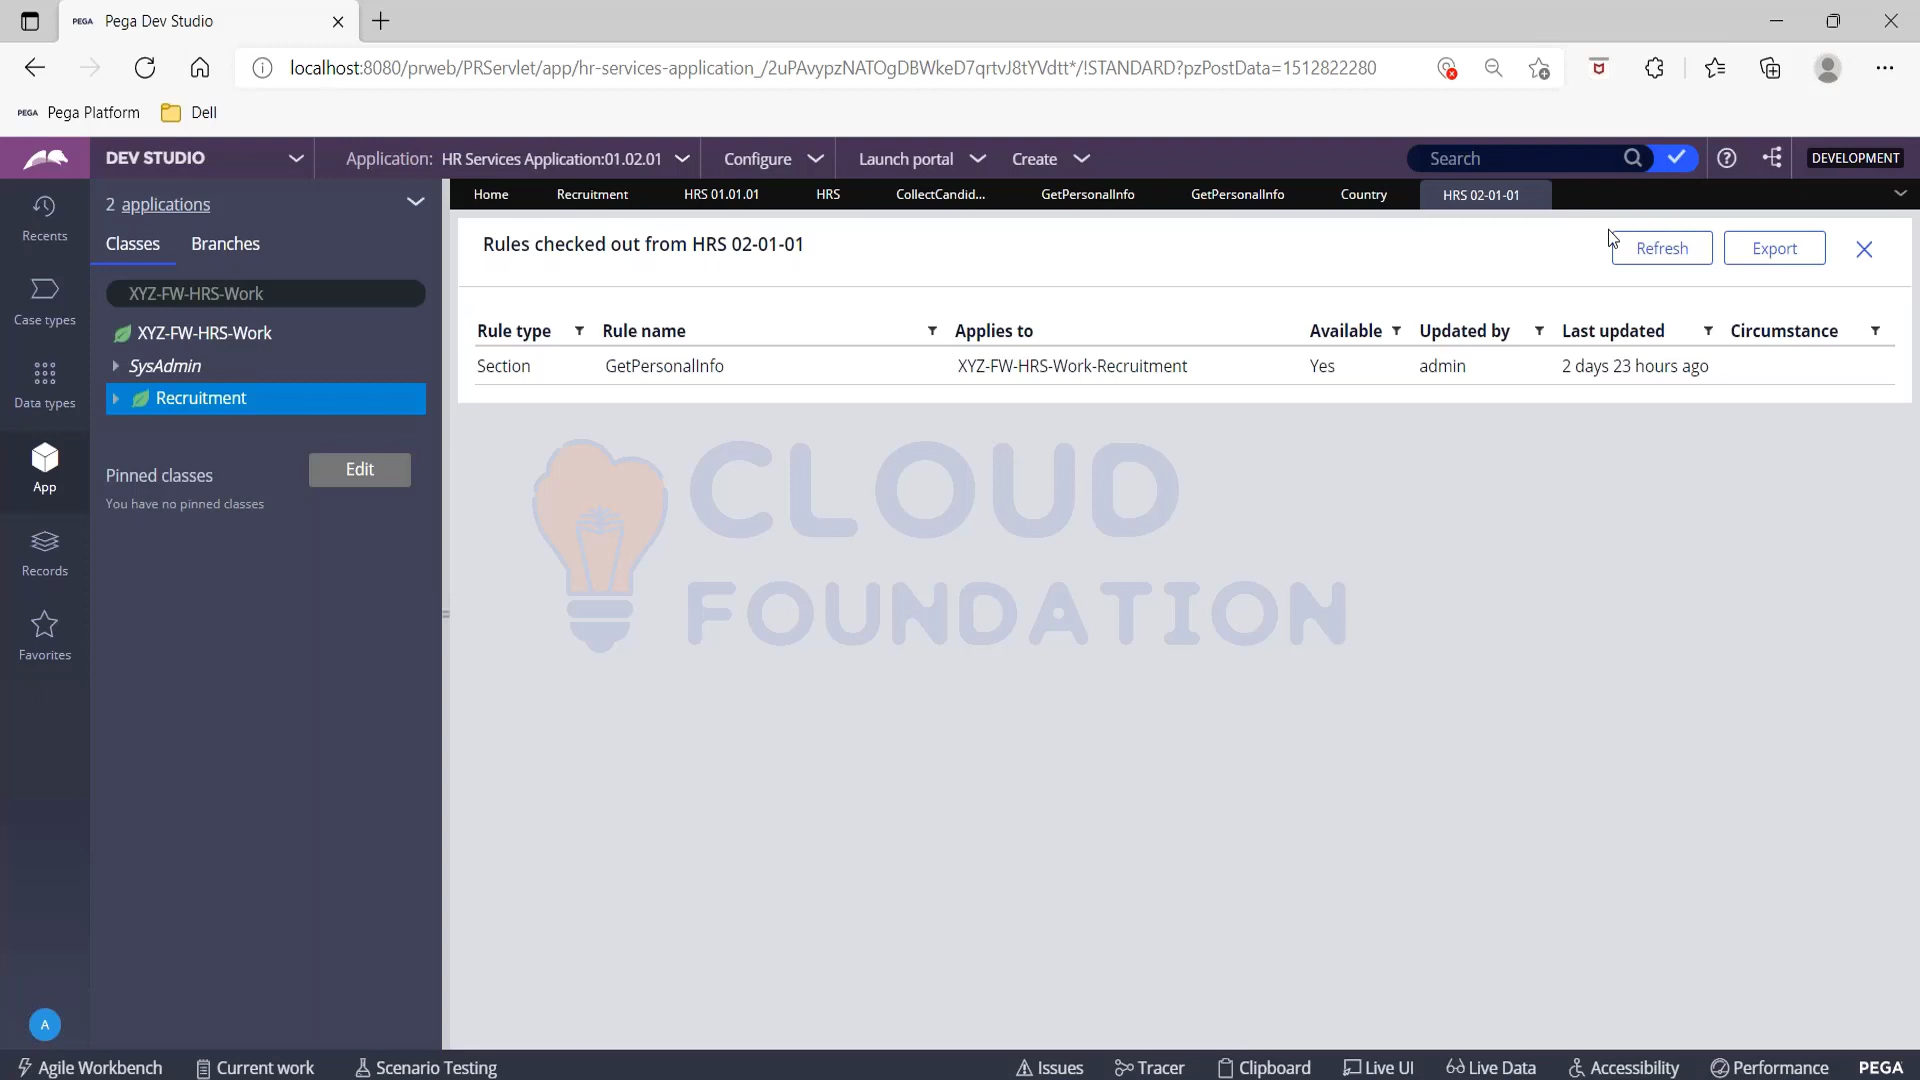 PEGA Pega Dev Studio
localhost:8080/prweb/PRServlet/app/hr-services-application_/2uPAvypzNATOgDBWkeD7qrtvJ8tYVdtt*/!STANDARD?pzPostData=1512822280
PEGA Pega Platform Dell
DEV STUDIO Application: HR Services Application:01.02.01 Configure Launch portal Create Search DEVELOPMENT
Home Recruitment HRS 01.01.01 HRS CollectCandid... GetPersonalInfo GetPersonalInfo Country HRS 02-01-01
Recents
Case types
Data types
App
Records
Favorites
A
2 applications
Classes Branches
XYZ-FW-HRS-Work
XYZ-FW-HRS-Work
SysAdmin
Recruitment
Pinned classes Edit
You have no pinned classes
Rules checked out from HRS 02-01-01 Refresh Export
Rule type Rule name Applies to Available Updated by Last updated Circumstance
Section GetPersonalInfo XYZ-FW-HRS-Work-Recruitment Yes admin 2 days 23 hours ago
CLOUD
FOUNDATION
Agile Workbench Current work Scenario Testing Issues Tracer Clipboard Live UI Live Data Accessibility Performance PEGA